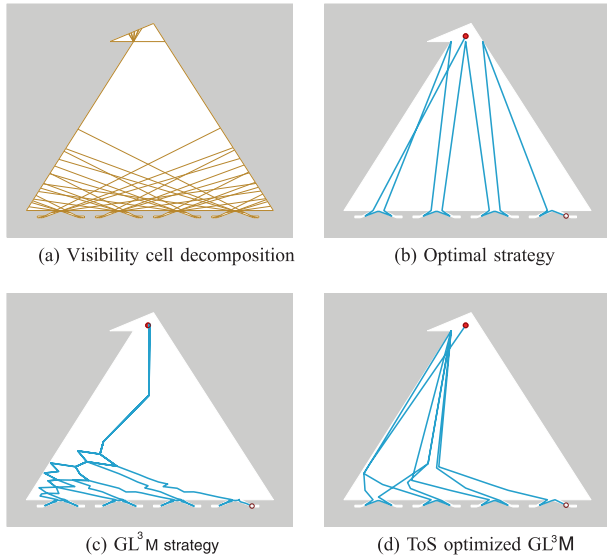 (a) Visibility cell decomposition
(b) Optimal strategy
(c) GL³M strategy
(d) ToS optimized GL³M